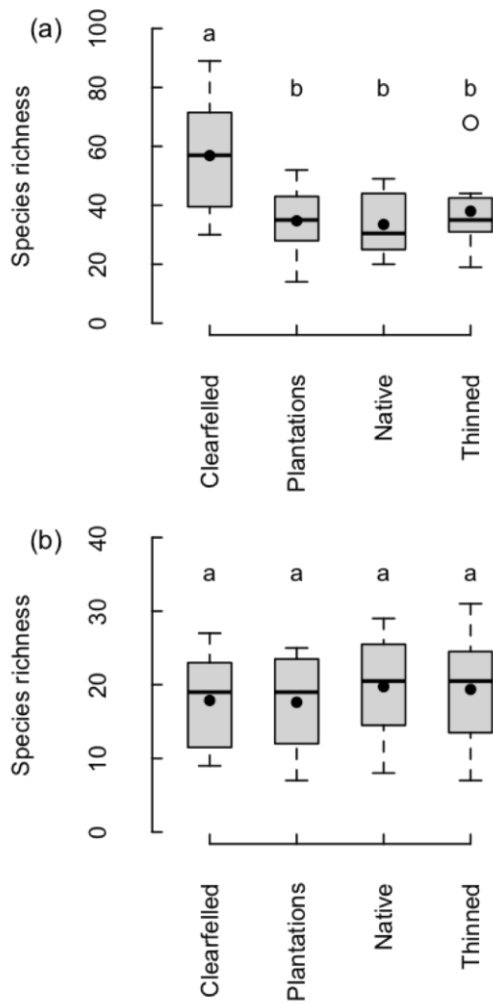 (a)
Species richness
0 20 40 60 80 100
a b b b
Clearfelled Plantations Native Thinned
(b)
Species richness
0 10 20 30 40
a a a a
Clearfelled Plantations Native Thinned